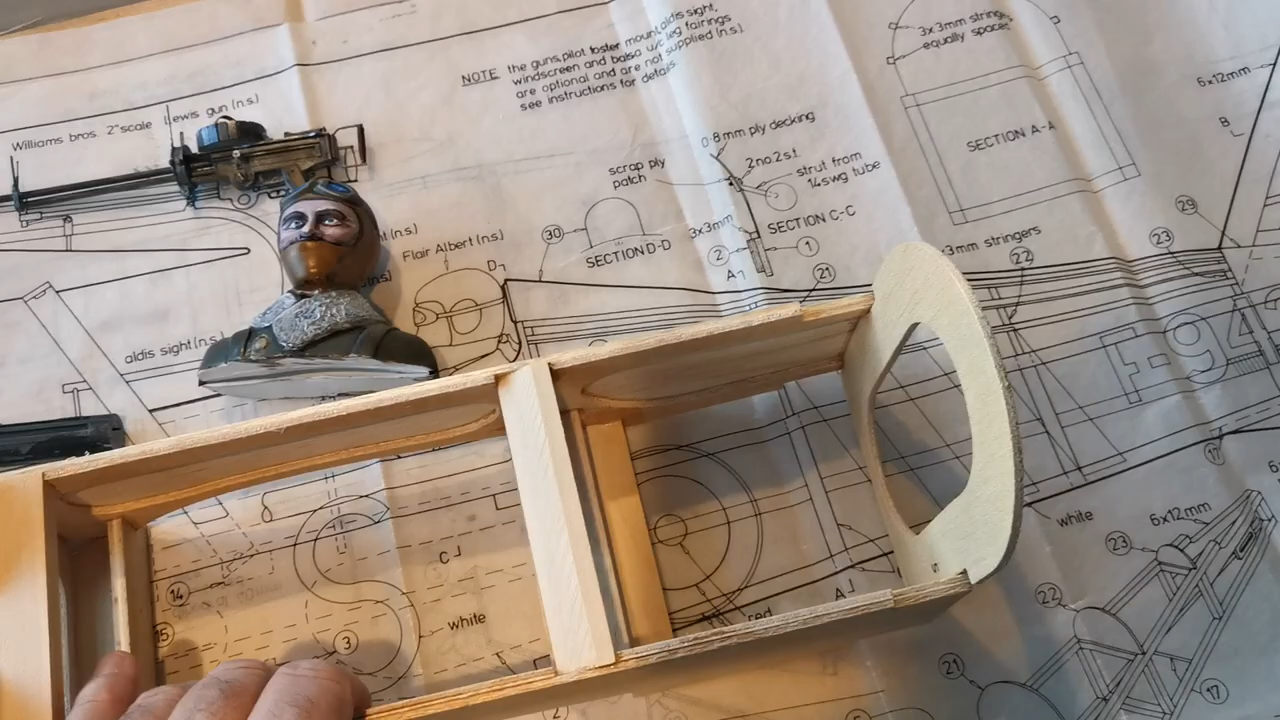 NOTE the guns, pilot foster mount, aldis sight,
windscreen and balsa u/c leg fairings
are optional and are not supplied (n.s.)
see instructions for details
3x3mm stringers
equally spaced
6x12mm
B
SECTION A-A
Williams bros. 2"scale Lewis gun (n.s.)
0·8mm ply decking
scrap ply
patch
2 no. 2 s.t.
strut from
14swg tube
SECTION C-C
3x3mm
2
1
A
30
SECTION D-D
Flair Albert (n.s.)
D
21
3mm stringers
22
23
29
aldis sight (n.s.)
F-94
17
14
15
C
S
3
white
red
A
white
6x12mm
23
22
21
17
2